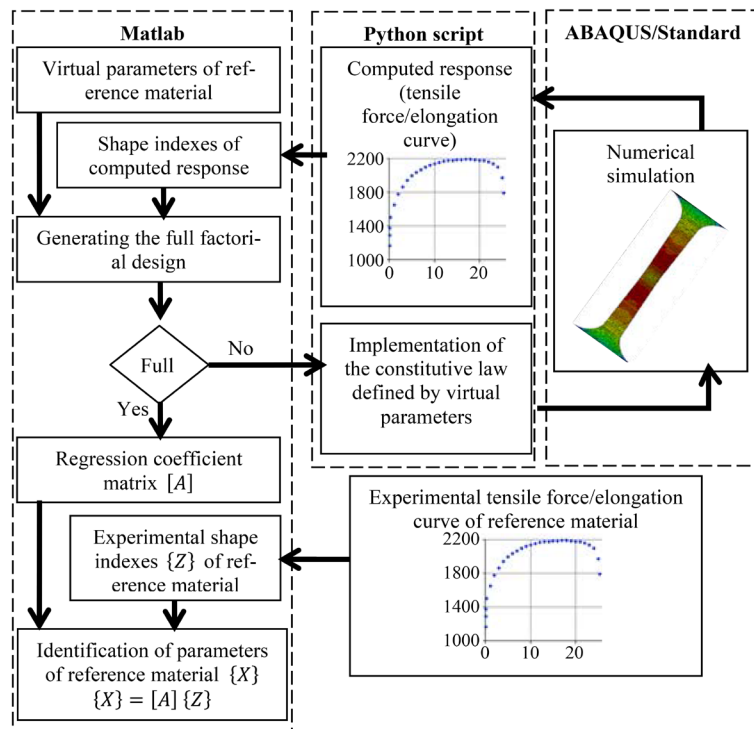 Matlab
Virtual parameters of ref-
erence material
Shape indexes of
computed response
Generating the full factori-
al design
Full
No
Yes
Regression coefficient
matrix [A]
Experimental shape
indexes {Z} of ref-
erence material
Identification of parameters
of reference material {X}
{X} = [A] {Z}
Python script
Computed response
(tensile
force/elongation
curve)
2200
1800
1400
1000
0 10 20
Implementation of
the constitutive law
defined by virtual
parameters
ABAQUS/Standard
Numerical
simulation
Experimental tensile force/elongation
curve of reference material
2200
1800
1400
1000
0 10 20